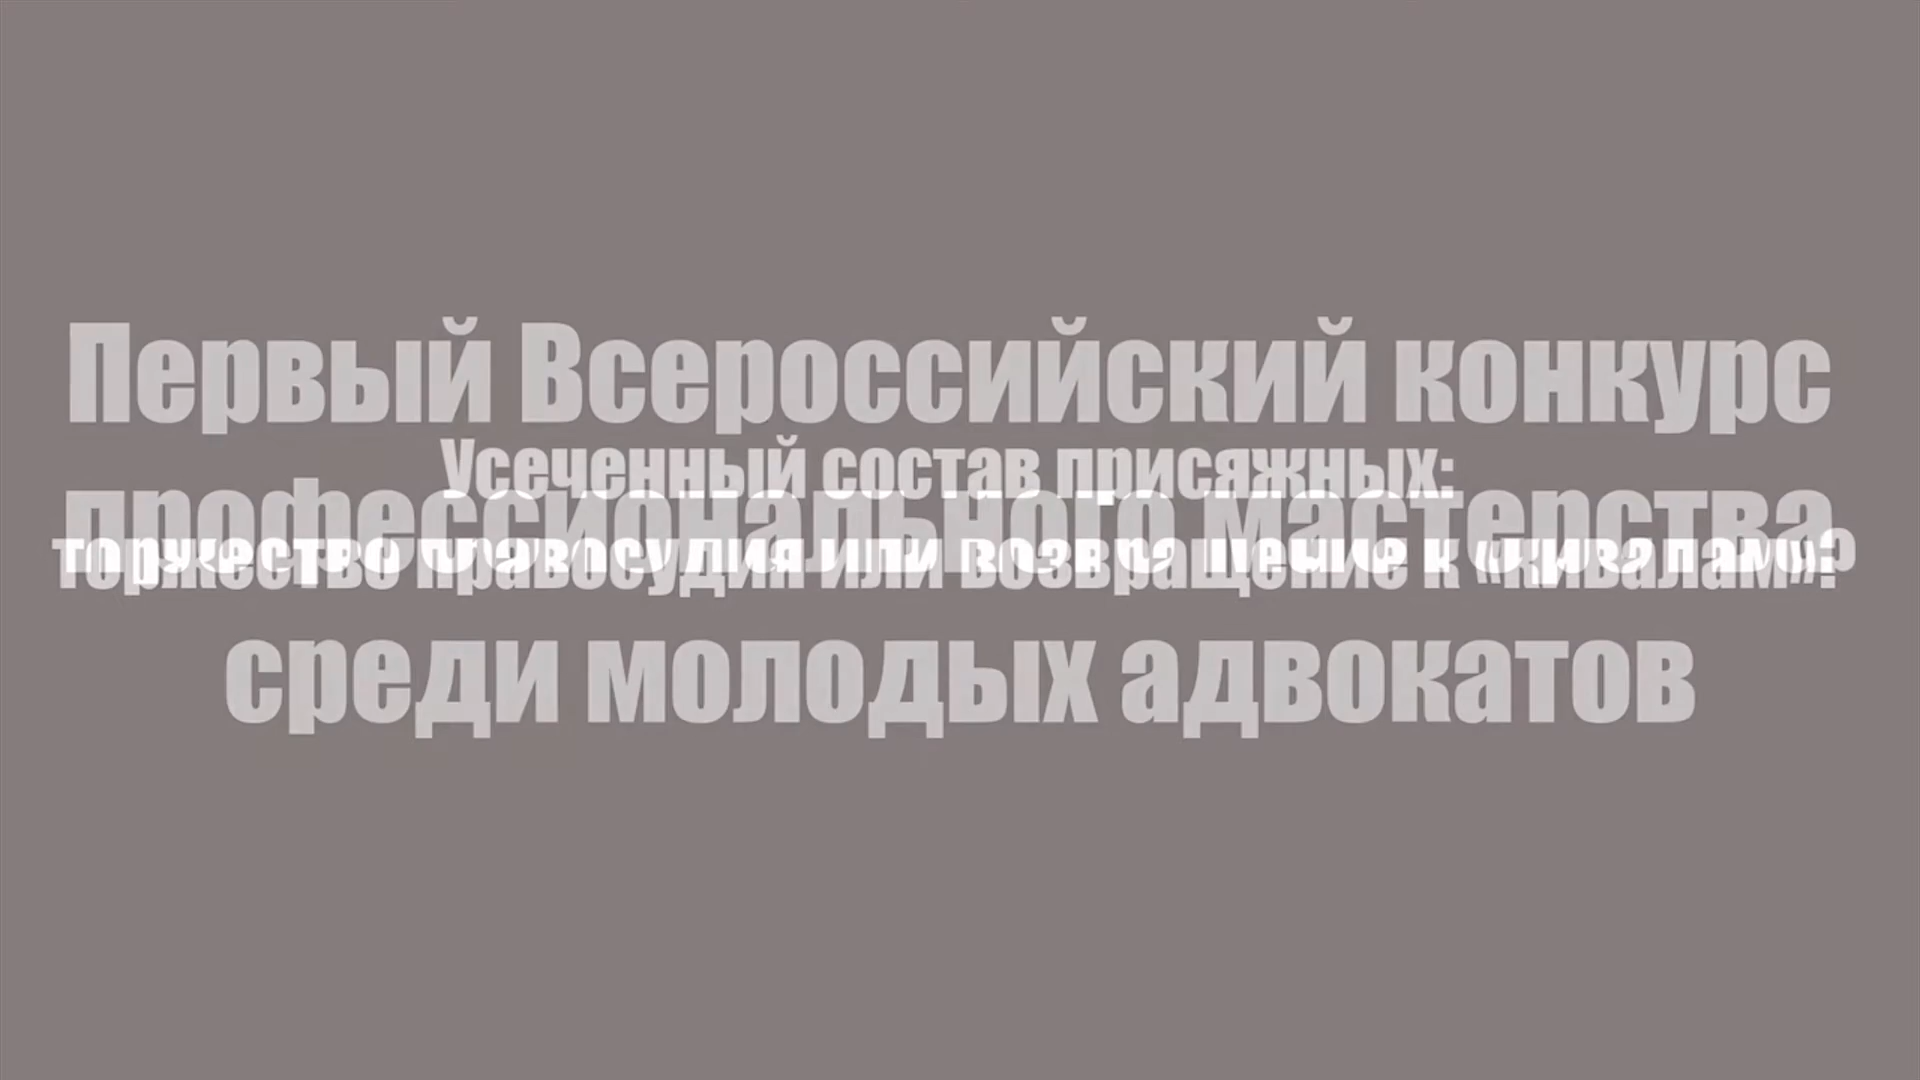 Первый Всероссийский конкурс
Усеченный состав присяжных:
профессионального мастерства
торжество правосудия или возвращение к «кивалам»?
среди молодых адвокатов